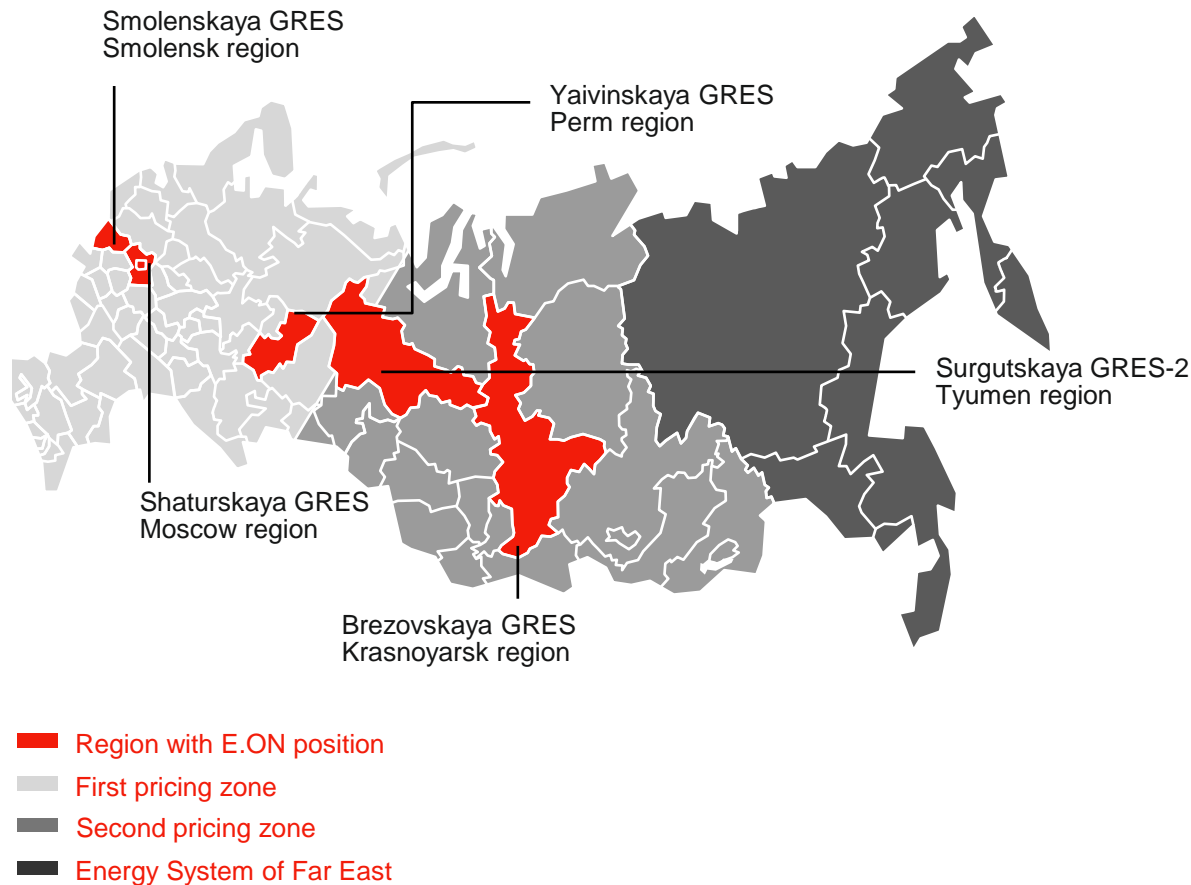 Smolenskaya GRES
Smolensk region
Yaivinskaya GRES
Perm region
Surgutskaya GRES-2
Tyumen region
Shaturskaya GRES
Moscow region
Brezovskaya GRES
Krasnoyarsk region
Region with E.ON position
First pricing zone
Second pricing zone
Energy System of Far East